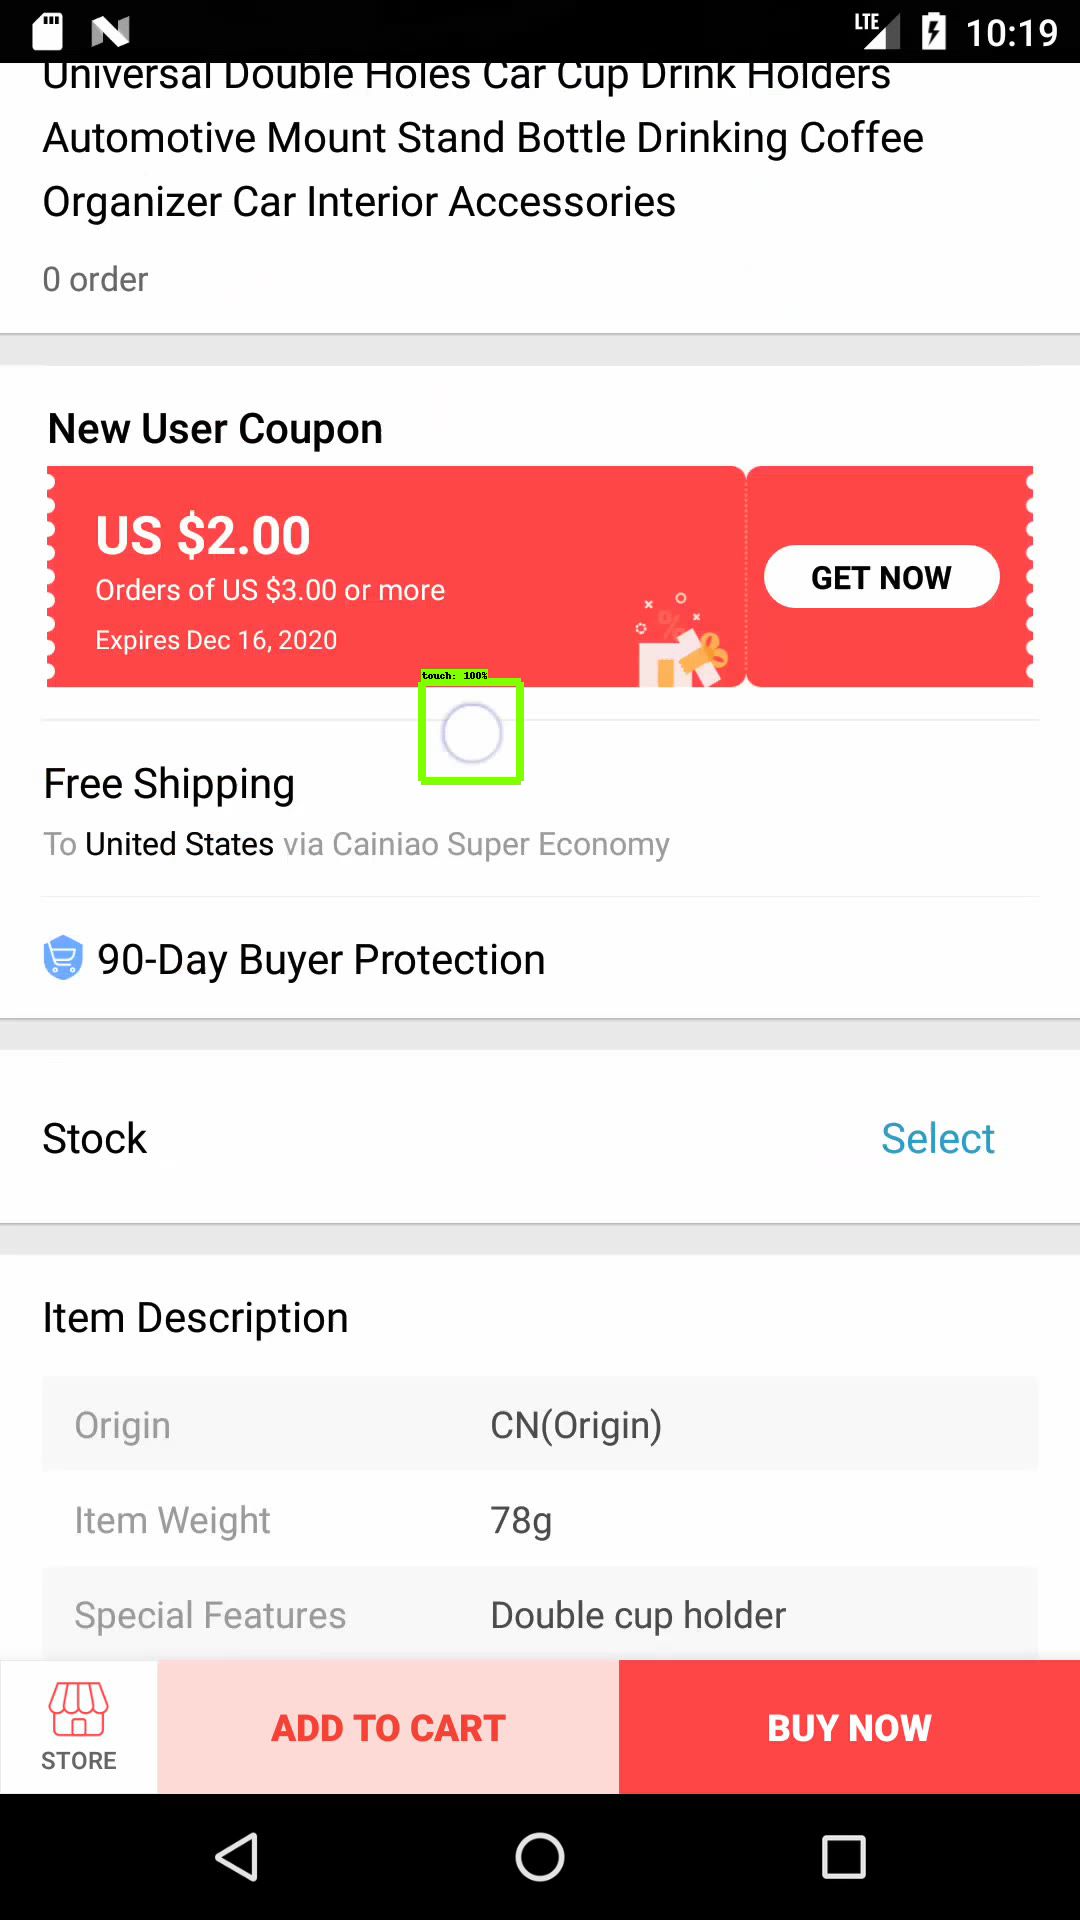 LTE 10:19
Universal Double Holes Car Cup Drink Holders
Automotive Mount Stand Bottle Drinking Coffee
Organizer Car Interior Accessories
0 order
New User Coupon
US $2.00
Orders of US $3.00 or more
Expires Dec 16, 2020
GET NOW
touch: 100%
Free Shipping
To United States via Cainiao Super Economy
90-Day Buyer Protection
Stock Select
Item Description
Origin CN(Origin)
Item Weight 78g
Special Features Double cup holder
STORE
ADD TO CART
BUY NOW